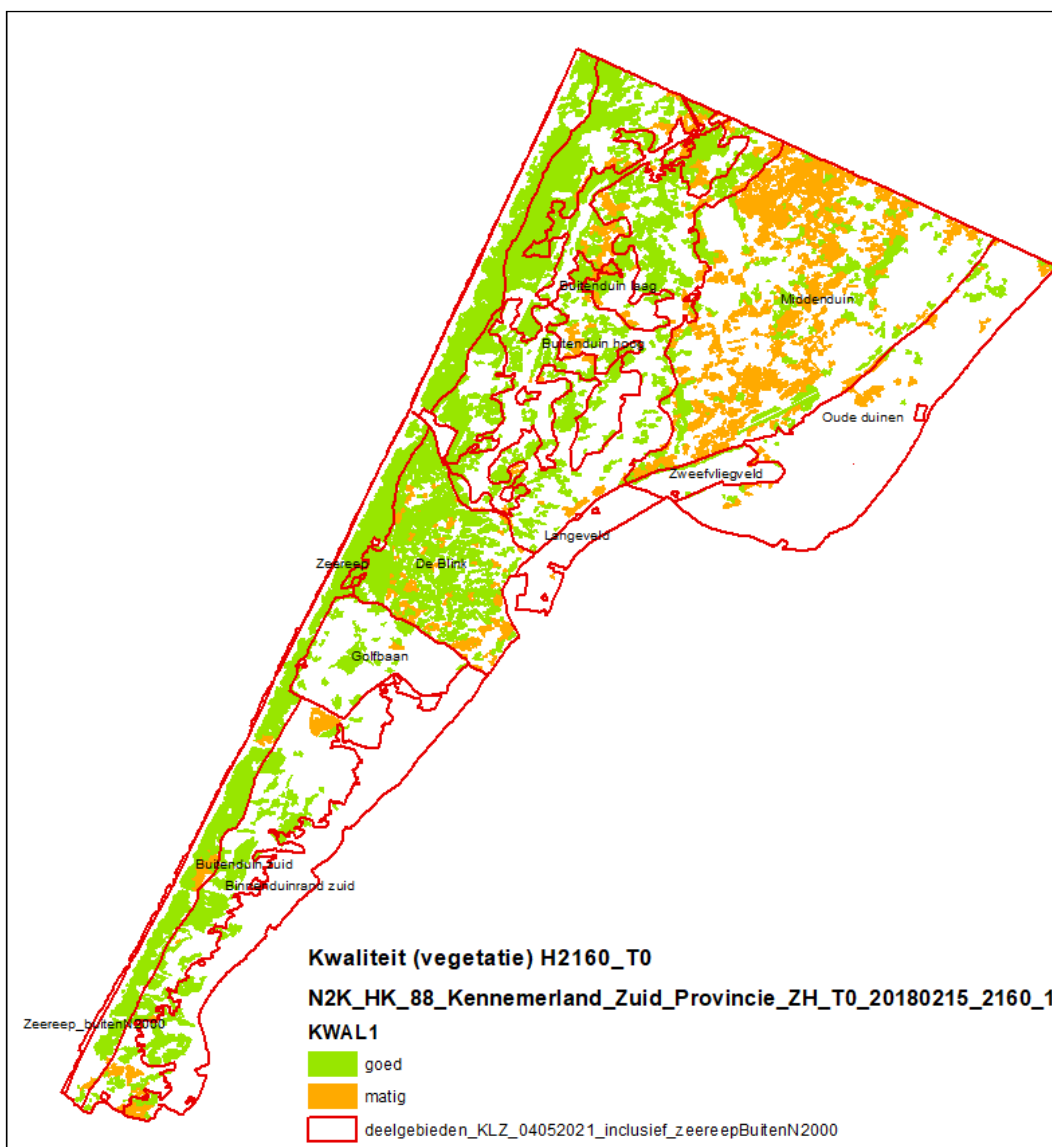 Buitenduin laag
Middenduin
Buitenduin hoog
Oude duinen
Zweefvliegveld
Langeveld
Zeereep
De Blink
Golfbaan
Buitenduin zuid
Binnenduinrand zuid
Zeereep_buitenN2000
Kwaliteit (vegetatie) H2160_T0
N2K_HK_88_Kennemerland_Zuid_Provincie_ZH_T0_20180215_2160_1
KWAL1
goed
matig
deelgebieden_KLZ_04052021_inclusief_zeereepBuitenN2000